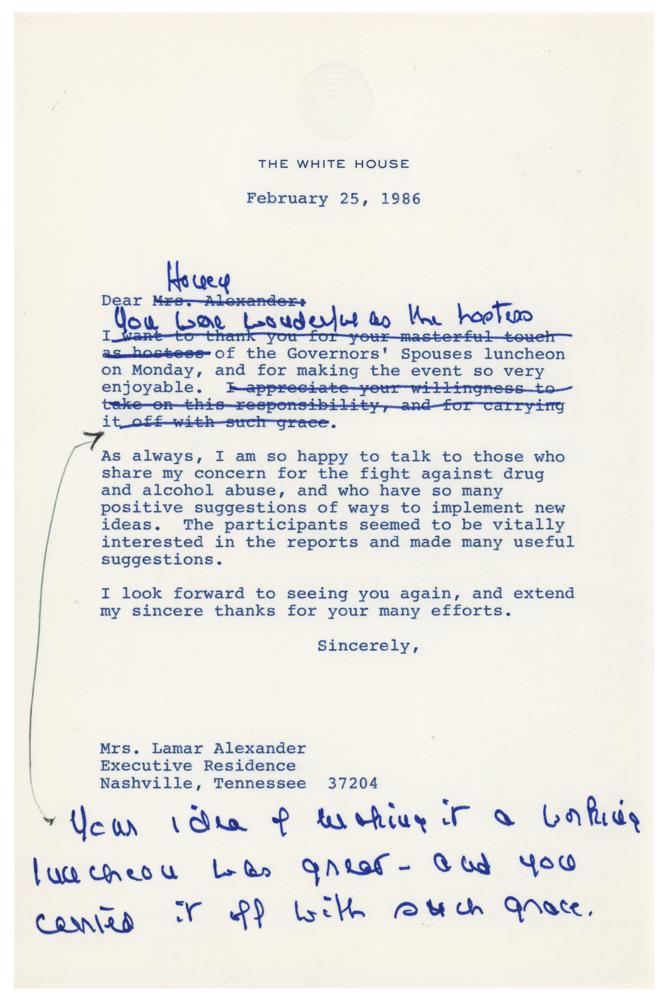 THE WHITE HOUSE
February 25, 1986
Honey
Dear Mrs. Alexander:
You were wonderful as the hostess
I want to thank you for your masterful touch
as hostess of the Governors' Spouses luncheon
on Monday, and for making the event so very
enjoyable. I appreciate your willingness to
take on this responsibility, and for carrying
it off with such grace.
As always, I am so happy to talk to those who
share my concern for the fight against drug
and alcohol abuse, and who have so many
positive suggestions of ways to implement new
ideas. The participants seemed to be vitally
interested in the reports and made many useful
suggestions.
I look forward to seeing you again, and extend
my sincere thanks for your many efforts.
Sincerely,
Mrs. Lamar Alexander
Executive Residence
Nashville, Tennessee 37204
Your idea of making it a working
luncheon was great - and you
carried it off with such grace.